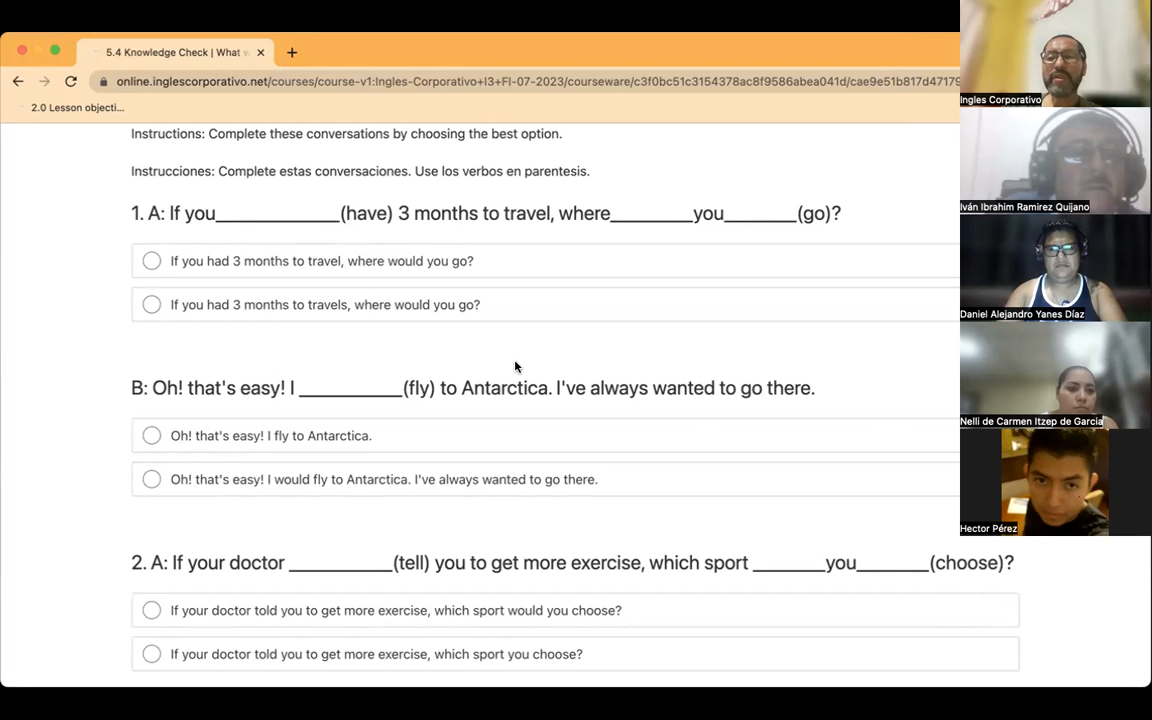 5.4 Knowledge Check | What
online.inglescorporativo.net/courses/course-v1:Ingles-Corporativo+I3+FI-07-2023/courseware/c3f0bc51c3154378ac8f9586abea041d/cae9e51b817d47179
2.0 Lesson objecti...
Instructions: Complete these conversations by choosing the best option.
Instrucciones: Complete estas conversaciones. Use los verbos en parentesis.
1. A: If you____________(have) 3 months to travel, where________you_______(go)?
If you had 3 months to travel, where would you go?
If you had 3 months to travels, where would you go?
B: Oh! that's easy! I __________(fly) to Antarctica. I've always wanted to go there.
Oh! that's easy! I fly to Antarctica.
Oh! that's easy! I would fly to Antarctica. I've always wanted to go there.
2. A: If your doctor __________(tell) you to get more exercise, which sport _______you_______(choose)?
If your doctor told you to get more exercise, which sport would you choose?
If your doctor told you to get more exercise, which sport you choose?
Ingles Corporativo
Iván Ibrahim Ramirez Quijano
Daniel Alejandro Yanes Díaz
Nelli de Carmen Itzep de Garcia
Hector Pérez